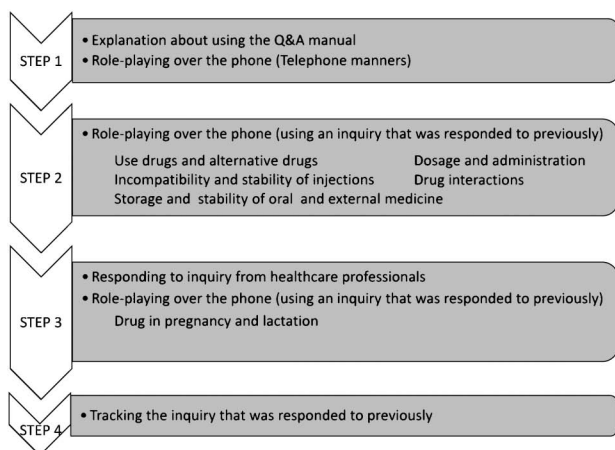 STEP 1
• Explanation about using the Q&A manual
• Role-playing over the phone (Telephone manners)
STEP 2
• Role-playing over the phone (using an inquiry that was responded to previously)
Use drugs and alternative drugs Dosage and administration
Incompatibility and stability of injections Drug interactions
Storage and stability of oral and external medicine
STEP 3
• Responding to inquiry from healthcare professionals
• Role-playing over the phone (using an inquiry that was responded to previously)
Drug in pregnancy and lactation
STEP 4
• Tracking the inquiry that was responded to previously